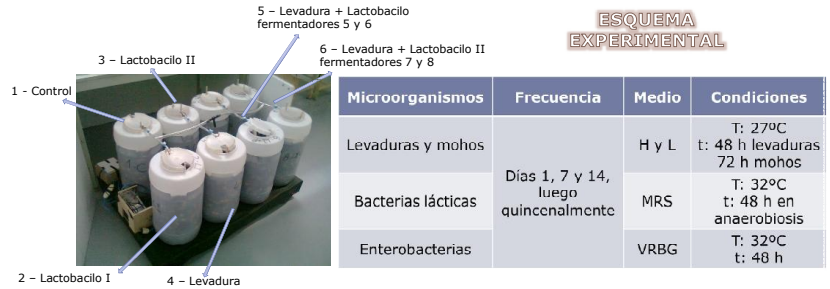 5 – Levadura + Lactobacilo
fermentadores 5 y 6
6 – Levadura + Lactobacilo II
fermentadores 7 y 8
3 – Lactobacilo II
1 - Control
2 – Lactobacilo I
4 – Levadura
ESQUEMA
EXPERIMENTAL
Microorganismos Frecuencia Medio Condiciones
Levaduras y mohos
Días 1, 7 y 14,
luego
quincenalmente
H y L
T: 27ºC
t: 48 h levaduras
72 h mohos
Bacterias lácticas
MRS
T: 32ºC
t: 48 h en
anaerobiosis
Enterobacterias
VRBG
T: 32ºC
t: 48 h